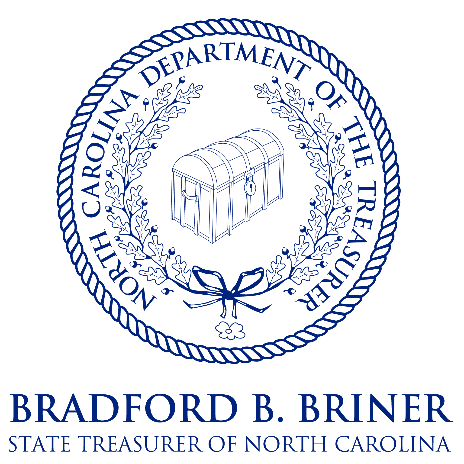 NORTH CAROLINA DEPARTMENT OF THE TREASURER
BRADFORD B. BRINER
STATE TREASURER OF NORTH CAROLINA